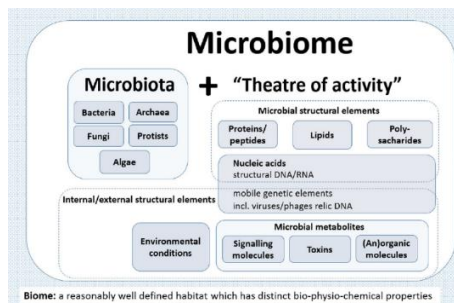 Microbiome
Microbiota + “Theatre of activity”
Microbial structural elements
Bacteria Archaea
Fungi Protists
Algae
Proteins/
peptides
Lipids
Poly-
sacharides
Nucleic acids
structural DNA/RNA
mobile genetic elements
incl. viruses/phages relic DNA
Internal/external structural elements
Environmental
conditions
Microbial metabolites
Signalling
molecules
Toxins
(An)organic
molecules
Biome: a reasonably well defined habitat which has distinct bio-physio-chemical properties